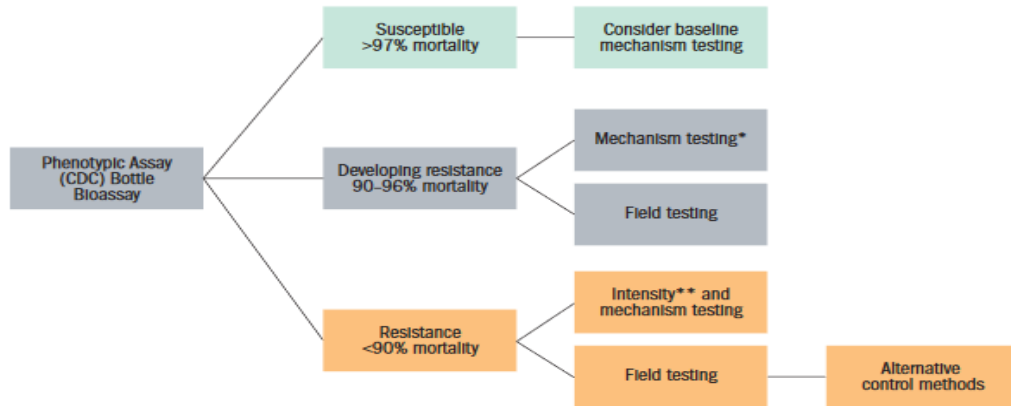 Susceptible
>97% mortality
Consider baseline
mechanism testing
Phenotypic Assay
(CDC) Bottle
Bioassay
Developing resistance
90–96% mortality
Mechanism testing*
Field testing
Resistance
<90% mortality
Intensity** and
mechanism testing
Field testing
Alternative
control methods